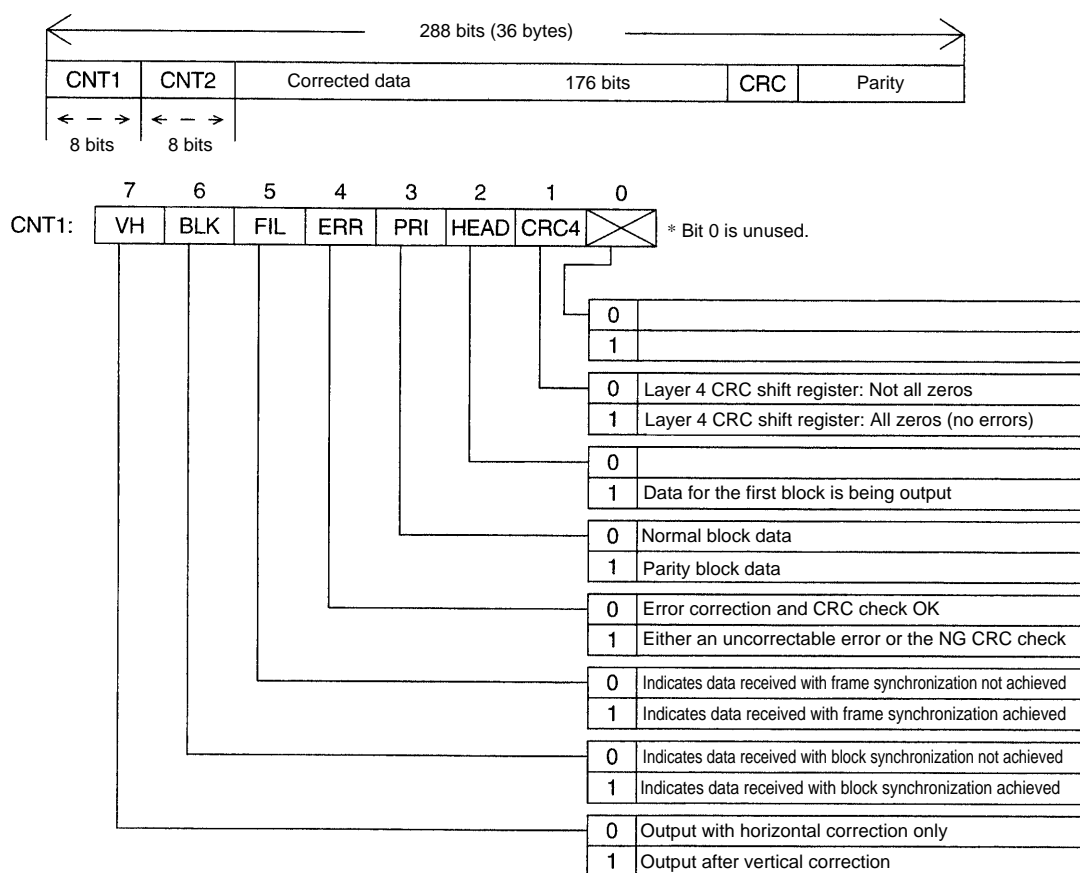 288 bits (36 bytes)
CNT1 CNT2 Corrected data 176 bits CRC Parity
8 bits 8 bits
7 6 5 4 3 2 1 0
CNT1: VH BLK FIL ERR PRI HEAD CRC4 * Bit 0 is unused.
0
1
0 Layer 4 CRC shift register: Not all zeros
1 Layer 4 CRC shift register: All zeros (no errors)
0
1 Data for the first block is being output
0 Normal block data
1 Parity block data
0 Error correction and CRC check OK
1 Either an uncorrectable error or the NG CRC check
0 Indicates data received with frame synchronization not achieved
1 Indicates data received with frame synchronization achieved
0 Indicates data received with block synchronization not achieved
1 Indicates data received with block synchronization achieved
0 Output with horizontal correction only
1 Output after vertical correction